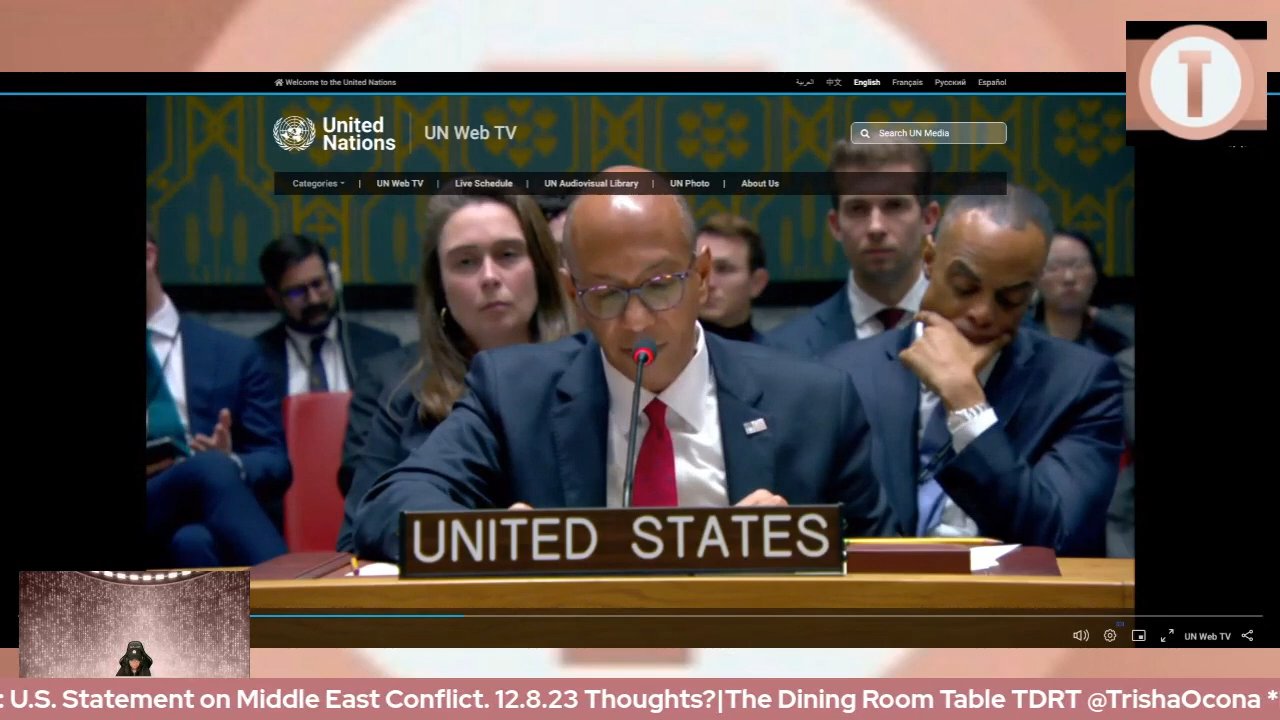 Welcome to the United Nations
العربية 中文 English Français Русский Español
United
Nations
UN Web TV
Search UN Media
Categories | UN Web TV | Live Schedule | UN Audiovisual Library | UN Photo | About Us
T
UNITED STATES
UN Web TV
: U.S. Statement on Middle East Conflict. 12.8.23 Thoughts?|The Dining Room Table TDRT @TrishaOcona *